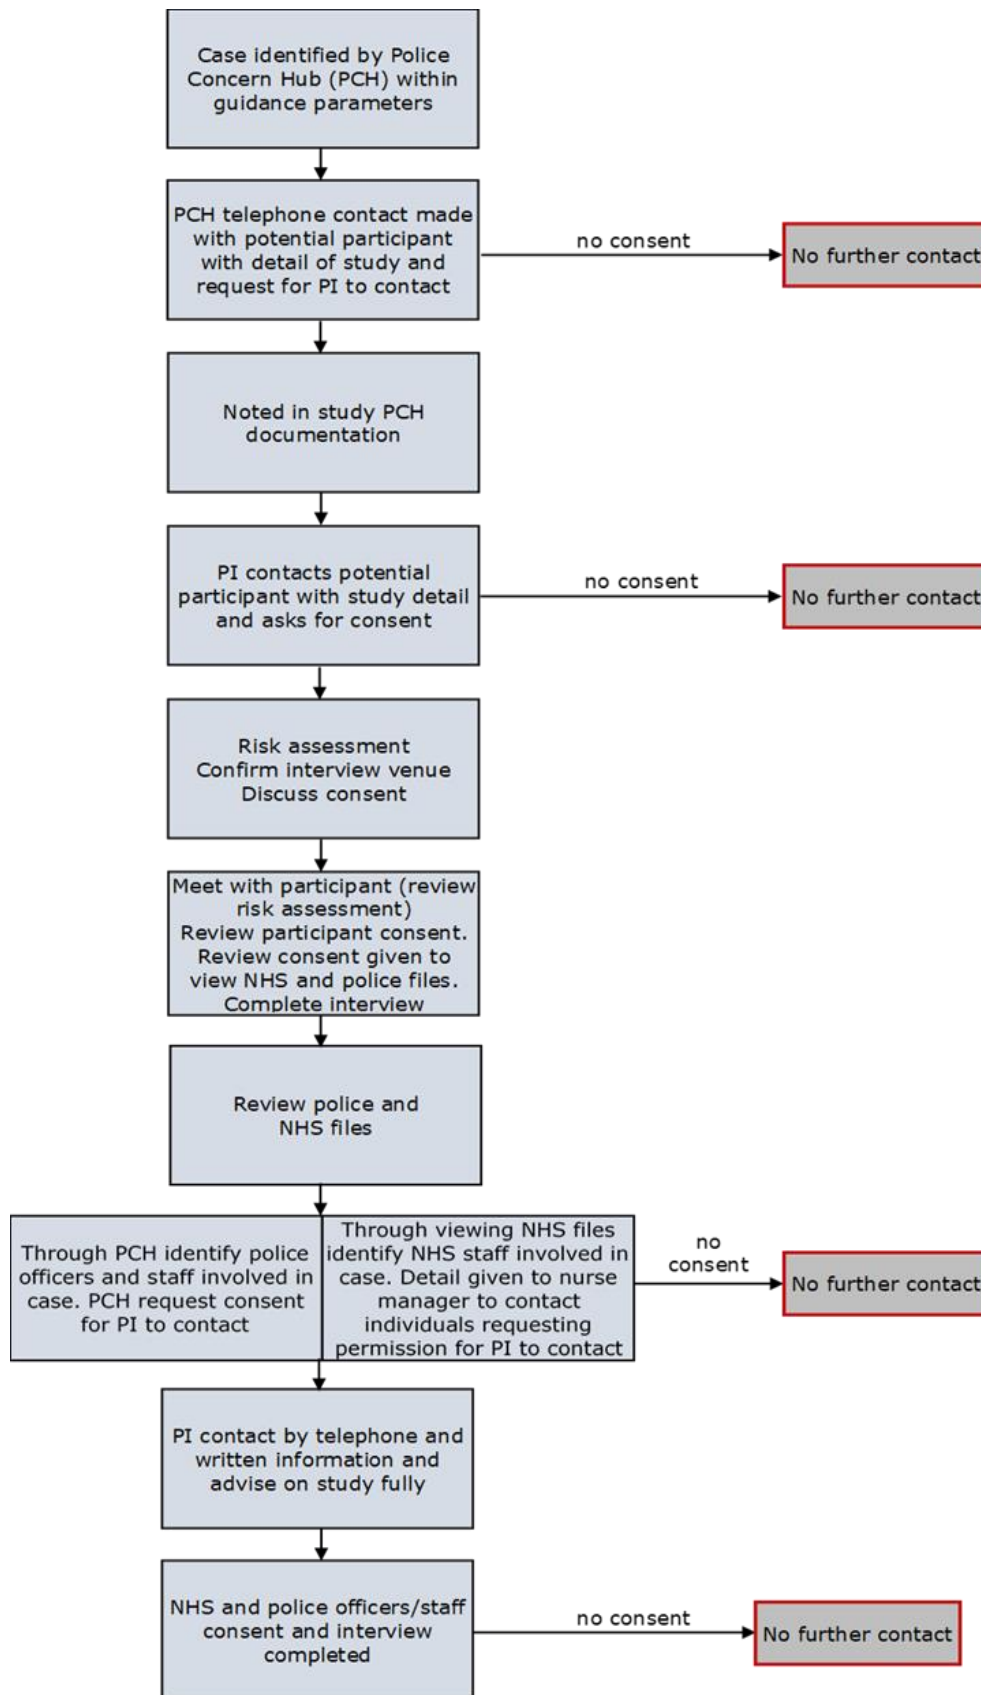 Case identified by Police
Concern Hub (PCH) within
guidance parameters
PCH telephone contact made
with potential participant
with detail of study and
request for PI to contact
no consent
No further contact
Noted in study PCH
documentation
PI contacts potential
participant with study detail
and asks for consent
no consent
No further contact
Risk assessment
Confirm interview venue
Discuss consent
Meet with participant (review
risk assessment)
Review participant consent.
Review consent given to
view NHS and police files.
Complete interview
Review police and
NHS files
Through PCH identify police
officers and staff involved in
case. PCH request consent
for PI to contact
Through viewing NHS files
identify NHS staff involved in
case. Detail given to nurse
manager to contact
individuals requesting
permission for PI to contact
no
consent
No further contact
PI contact by telephone and
written information and
advise on study fully
NHS and police officers/staff
consent and interview
completed
no consent
No further contact